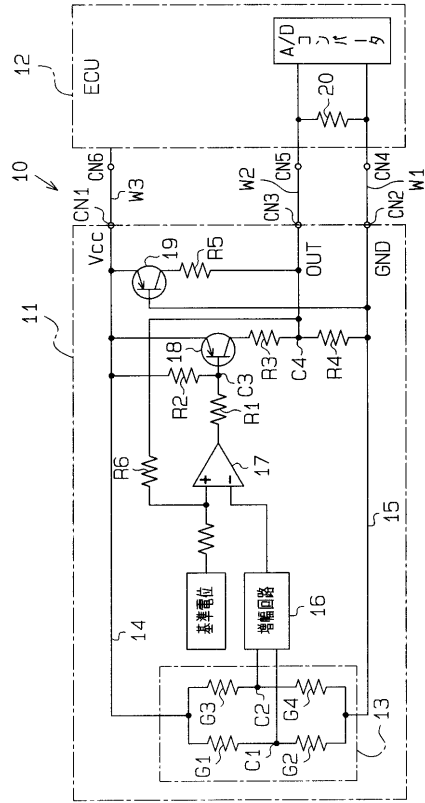 10
11
12
ECU
A/D
コンバータ
20
CN1
CN6
W3
Vcc
19
R5
W2
CN3
CN5
OUT
W1
CN2
CN4
GND
14
R6
R2
18
C3
R1
R3
C4
R4
17
+
−
基準電位
増幅回路
16
15
G1
G3
C2
C1
G2
G4
13